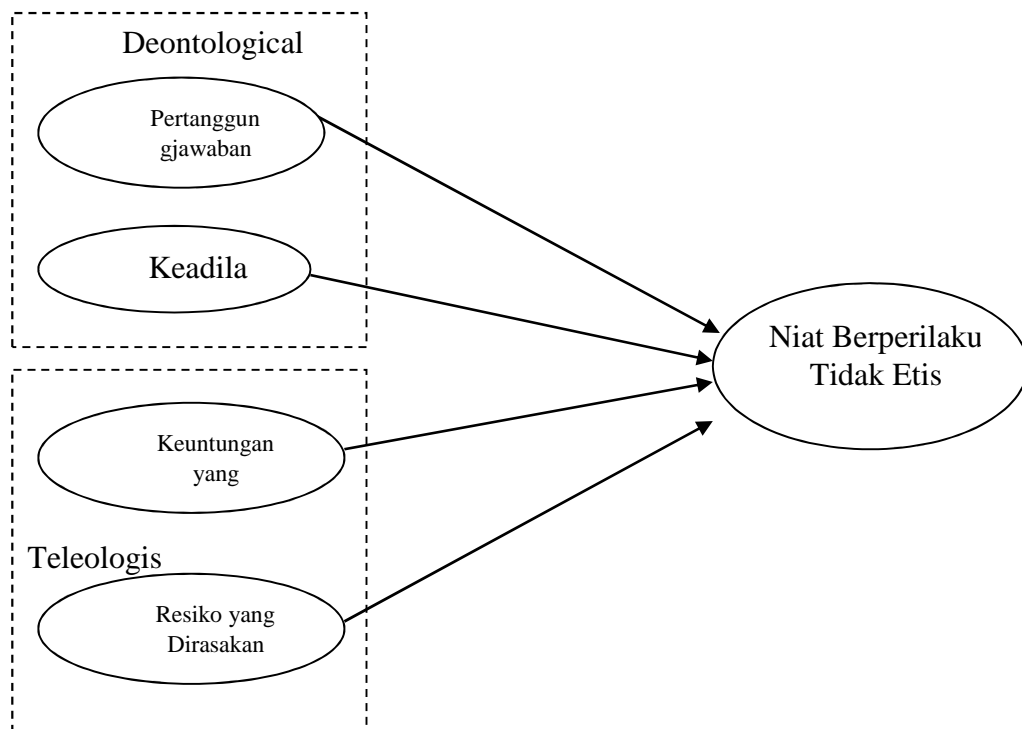 Deontological
Pertanggun
gjawaban
Keadila
Niat Berperilaku
Tidak Etis
Keuntungan
yang
Teleologis
Resiko yang
Dirasakan